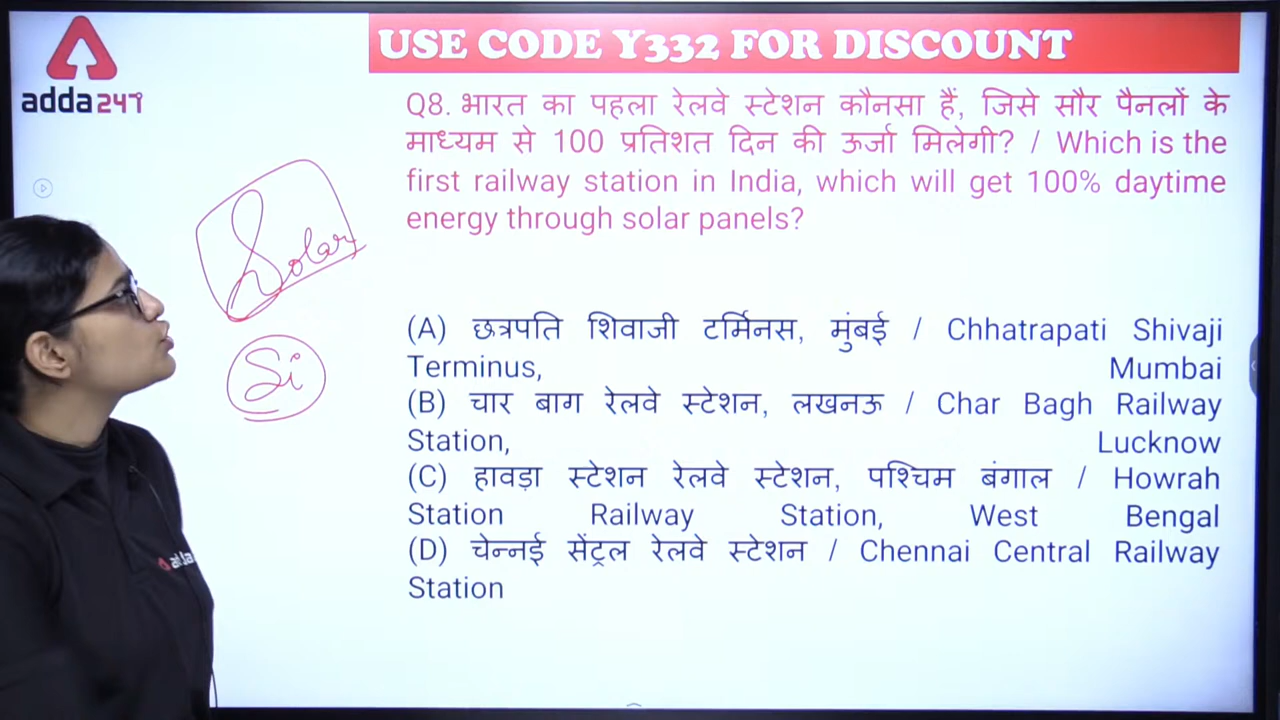 adda247
USE CODE Y332 FOR DISCOUNT
Q8. भारत का पहला रेलवे स्टेशन कौनसा हैं, जिसे सौर पैनलों के
माध्यम से 100 प्रतिशत दिन की ऊर्जा मिलेगी? / Which is the
first railway station in India, which will get 100% daytime
energy through solar panels?
Solar
Si
(A) छत्रपति शिवाजी टर्मिनस, मुंबई / Chhatrapati Shivaji
Terminus, Mumbai
(B) चार बाग रेलवे स्टेशन, लखनऊ / Char Bagh Railway
Station, Lucknow
(C) हावड़ा स्टेशन रेलवे स्टेशन, पश्चिम बंगाल / Howrah
Station Railway Station, West Bengal
(D) चेन्नई सेंट्रल रेलवे स्टेशन / Chennai Central Railway
Station